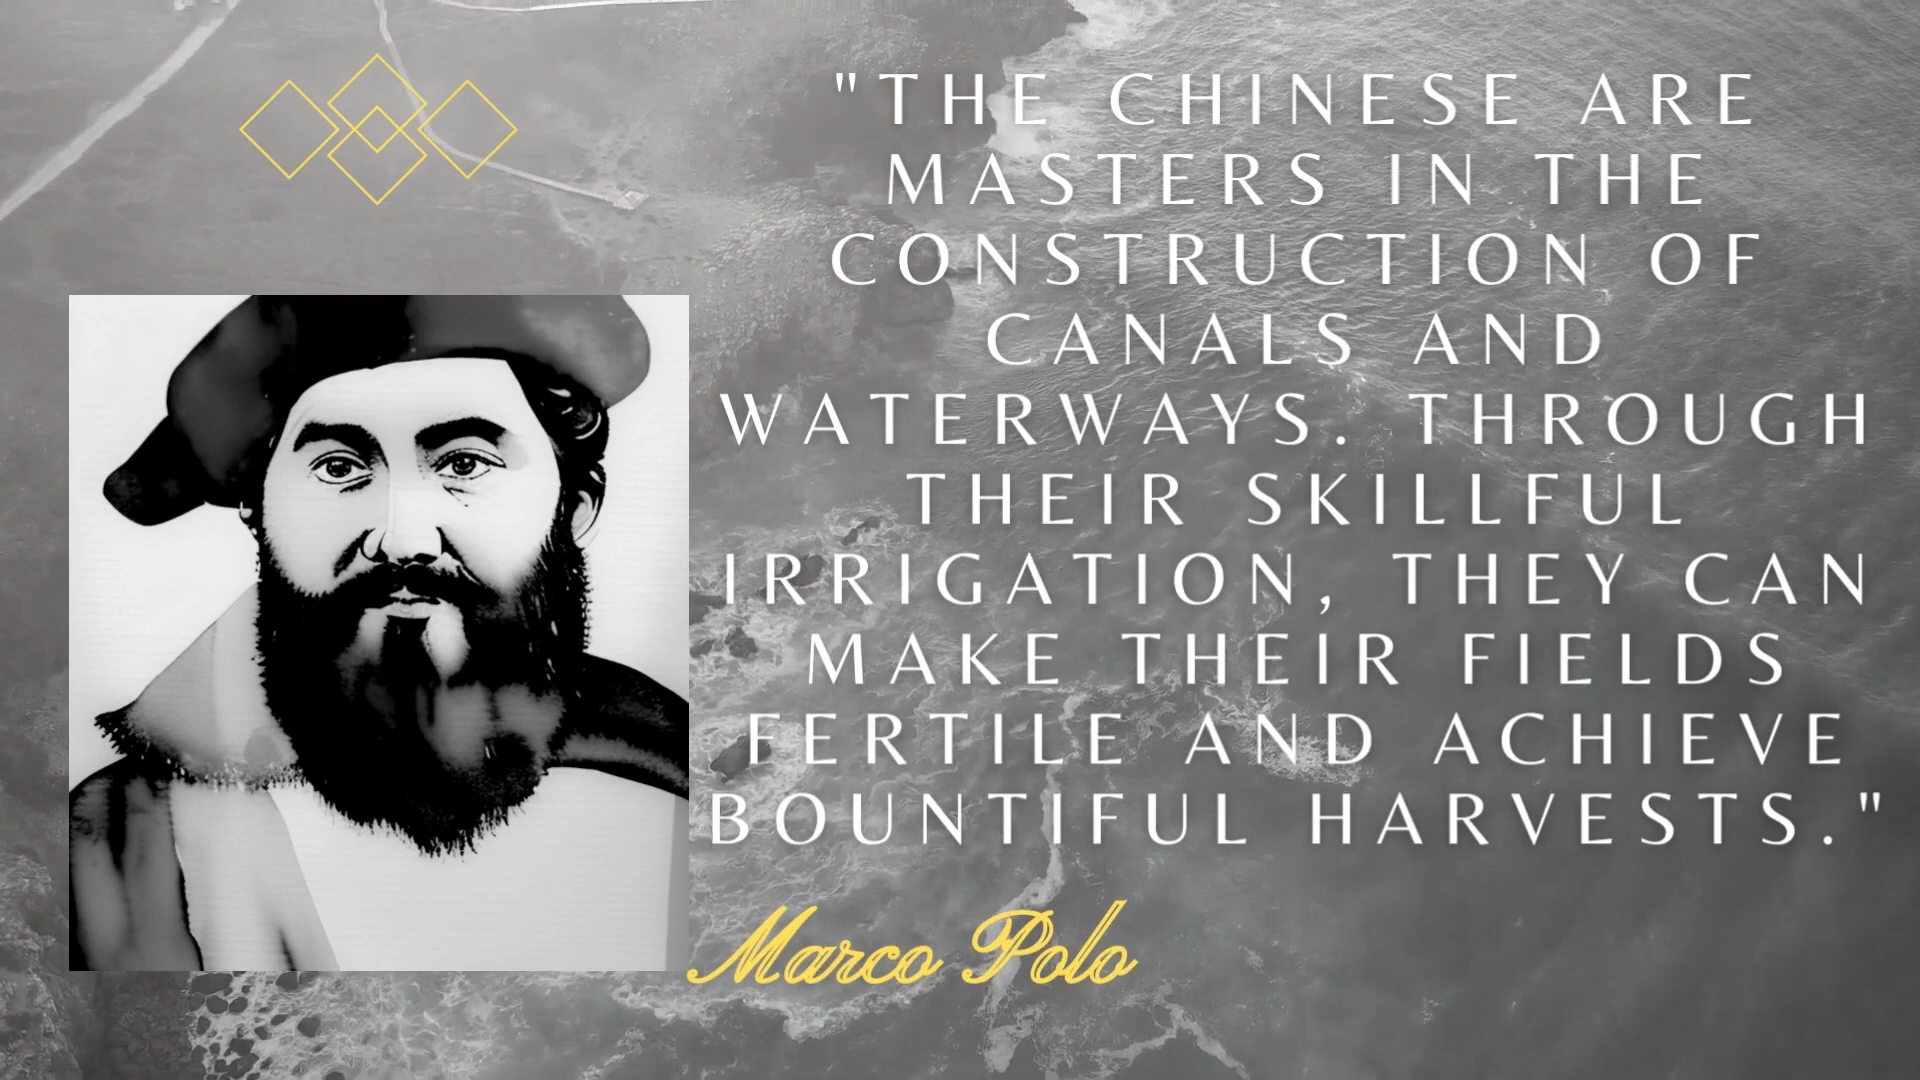 "THE CHINESE ARE
MASTERS IN THE
CONSTRUCTION OF
CANALS AND
WATERWAYS. THROUGH
THEIR SKILLFUL
IRRIGATION, THEY CAN
MAKE THEIR FIELDS
FERTILE AND ACHIEVE
BOUNTIFUL HARVESTS."
Marco Polo